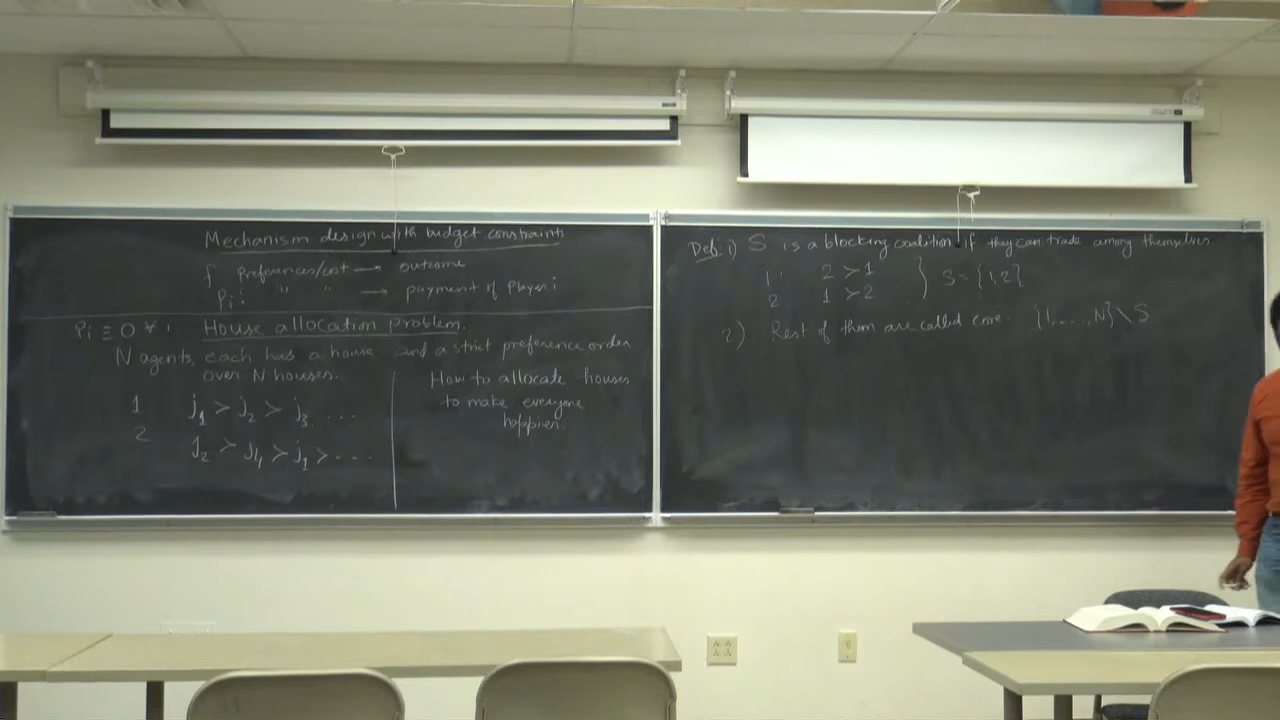 Mechanism design with budget constraints
f preferences/cost → outcome
Pi: " " → payment of player i
Pi ≡ 0 ∀ i House allocation problem.
N agents, each has a house and a strict preference order
over N houses.
1 j1 > j2 > j3 ...
2 j2 > j4 > j1 > ...
How to allocate houses
to make everyone
happier.
Def: 1) S is a blocking coalition if they can trade among themselves.
1: 2 > 1 } S = {1,2}
2 1 > 2
2) Rest of them are called core. {1,...,N} \ S